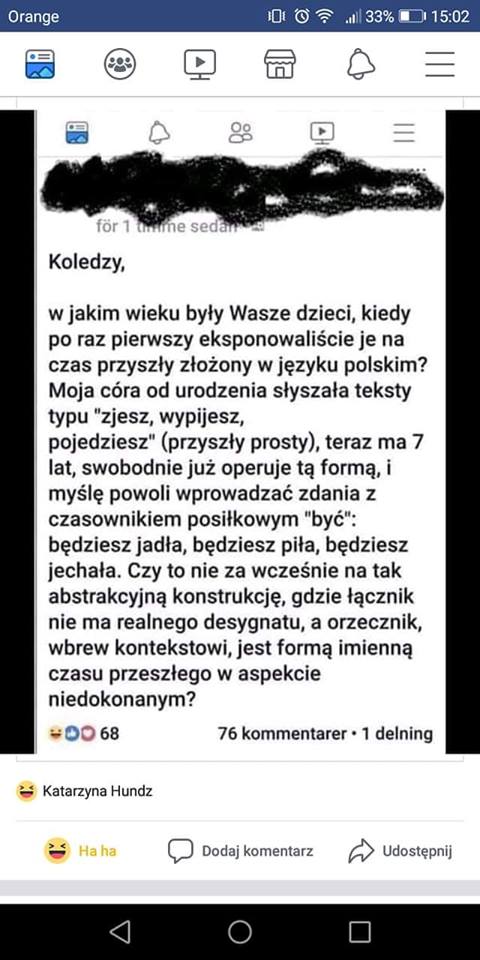 Orange 33% 15:02
för 1 timme sedan
Koledzy,
w jakim wieku były Wasze dzieci, kiedy
po raz pierwszy eksponowaliście je na
czas przyszły złożony w języku polskim?
Moja córa od urodzenia słyszała teksty
typu "zjesz, wypijesz,
pojedziesz" (przyszły prosty), teraz ma 7
lat, swobodnie już operuje tą formą, i
myślę powoli wprowadzać zdania z
czasownikiem posiłkowym "być":
będziesz jadła, będziesz piła, będziesz
jechała. Czy to nie za wcześnie na tak
abstrakcyjną konstrukcję, gdzie łącznik
nie ma realnego desygnatu, a orzecznik,
wbrew kontekstowi, jest formą imienną
czasu przeszłego w aspekcie
niedokonanym?
68 76 kommentarer • 1 delning
Katarzyna Hundz
Ha ha Dodaj komentarz Udostępnij